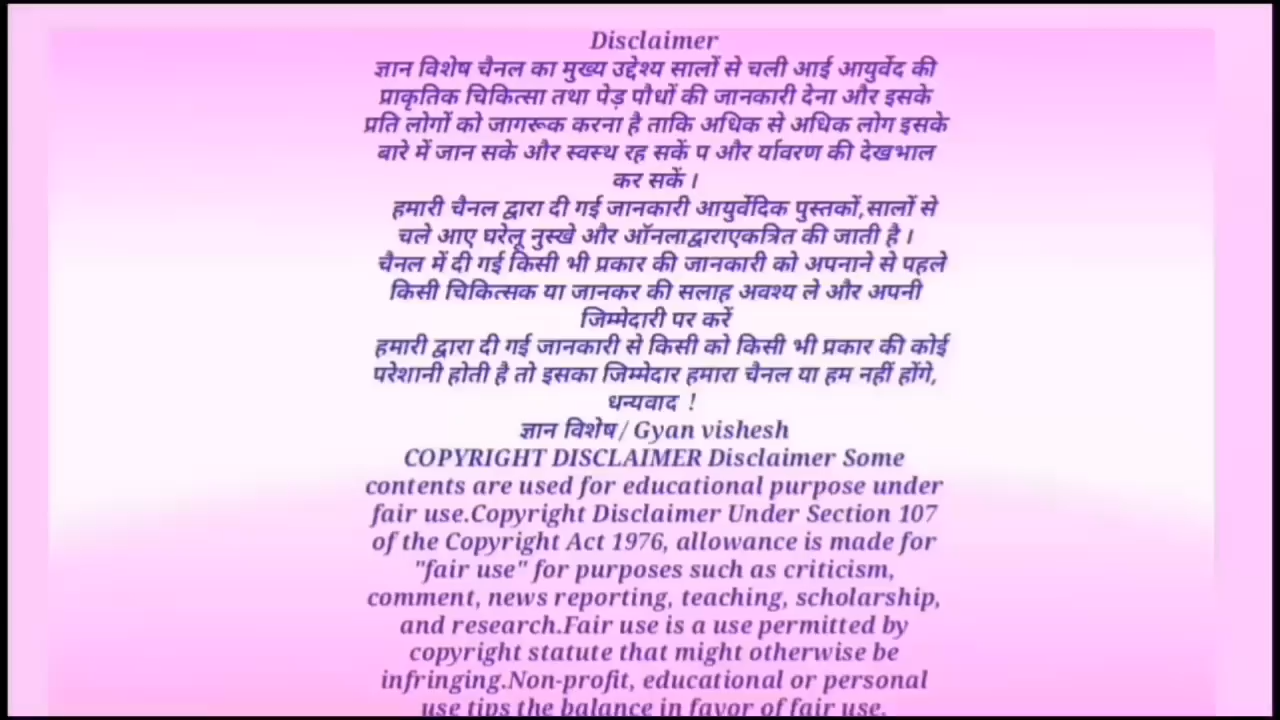 Disclaimer
ज्ञान विशेष चैनल का मुख्य उद्देश्य सालों से चली आई आयुर्वेद की
प्राकृतिक चिकित्सा तथा पेड़ पौधों की जानकारी देना और इसके
प्रति लोगों को जागरूक करना है ताकि अधिक से अधिक लोग इसके
बारे में जान सके और स्वस्थ रह सकें प और र्यावरण की देखभाल
कर सकें ।
हमारी चैनल द्वारा दी गई जानकारी आयुर्वेदिक पुस्तकों,सालों से
चले आए घरेलू नुस्खे और ऑनलाद्वाराएकत्रित की जाती है ।
चैनल में दी गई किसी भी प्रकार की जानकारी को अपनाने से पहले
किसी चिकित्सक या जानकर की सलाह अवश्य ले और अपनी
जिम्मेदारी पर करें
हमारी द्वारा दी गई जानकारी से किसी को किसी भी प्रकार की कोई
परेशानी होती है तो इसका जिम्मेदार हमारा चैनल या हम नहीं होंगे,
धन्यवाद !
ज्ञान विशेष/ Gyan vishesh
COPYRIGHT DISCLAIMER Disclaimer Some
contents are used for educational purpose under
fair use.Copyright Disclaimer Under Section 107
of the Copyright Act 1976, allowance is made for
"fair use" for purposes such as criticism,
comment, news reporting, teaching, scholarship,
and research.Fair use is a use permitted by
copyright statute that might otherwise be
infringing.Non-profit, educational or personal
use tips the balance in favor of fair use.